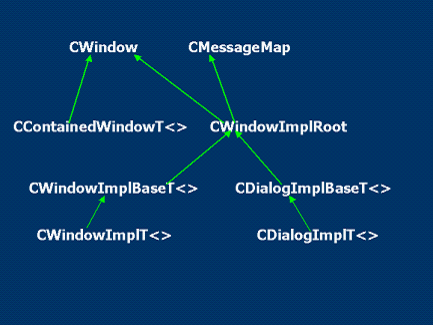 CWindow CMessageMap
CContainedWindowT<> CWindowImplRoot
CWindowImplBaseT<> CDialogImplBaseT<>
CWindowImplT<> CDialogImplT<>